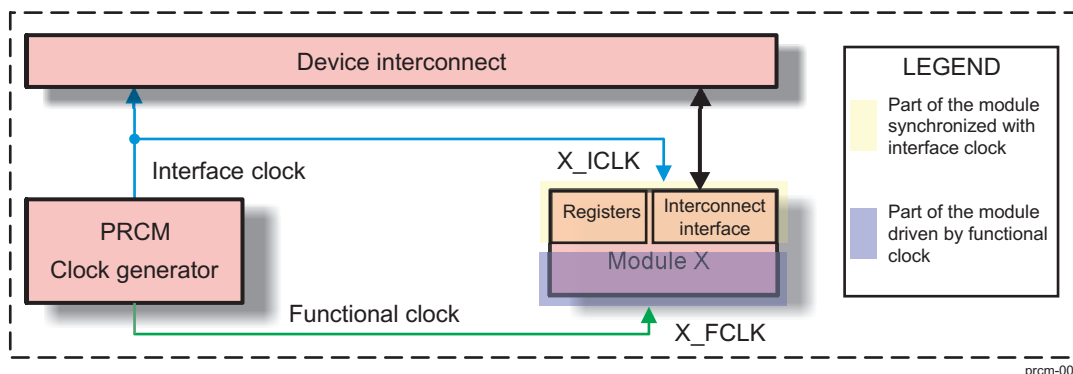 Device interconnect
LEGEND
Part of the module
synchronized with
interface clock
Part of the module
driven by functional
clock
Interface clock
X_ICLK
PRCM
Clock generator
Registers
Interconnect
interface
Module X
Functional clock
X_FCLK
prcm-00